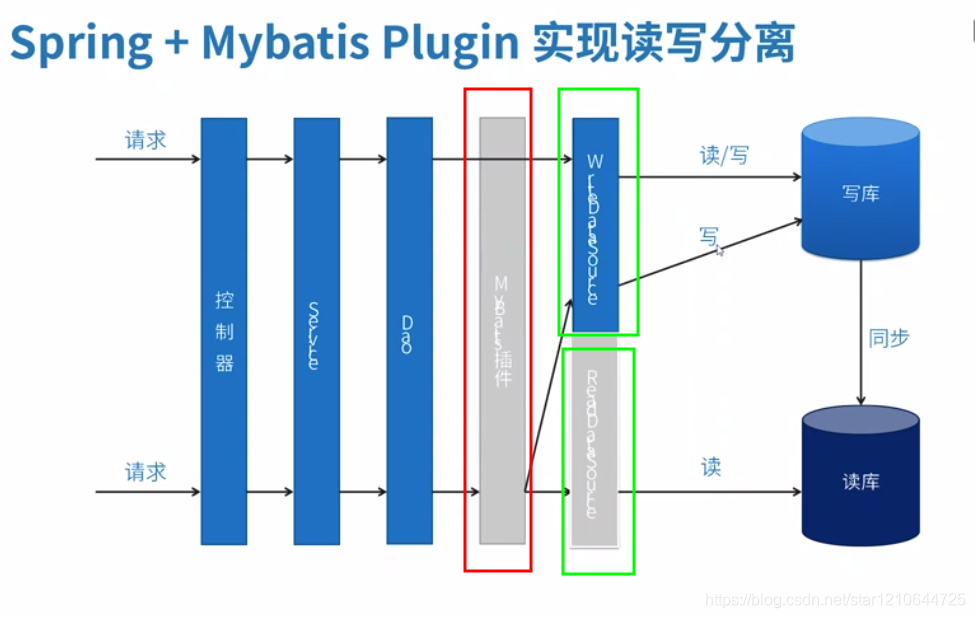 Spring + Mybatis Plugin 实现读写分离
请求
读/写
写库
写
控制器
Service
Dao
Mybatis插件
WriteDataSource
同步
ReadDataSource
请求
读
读库
https://blog.csdn.net/star1210644725